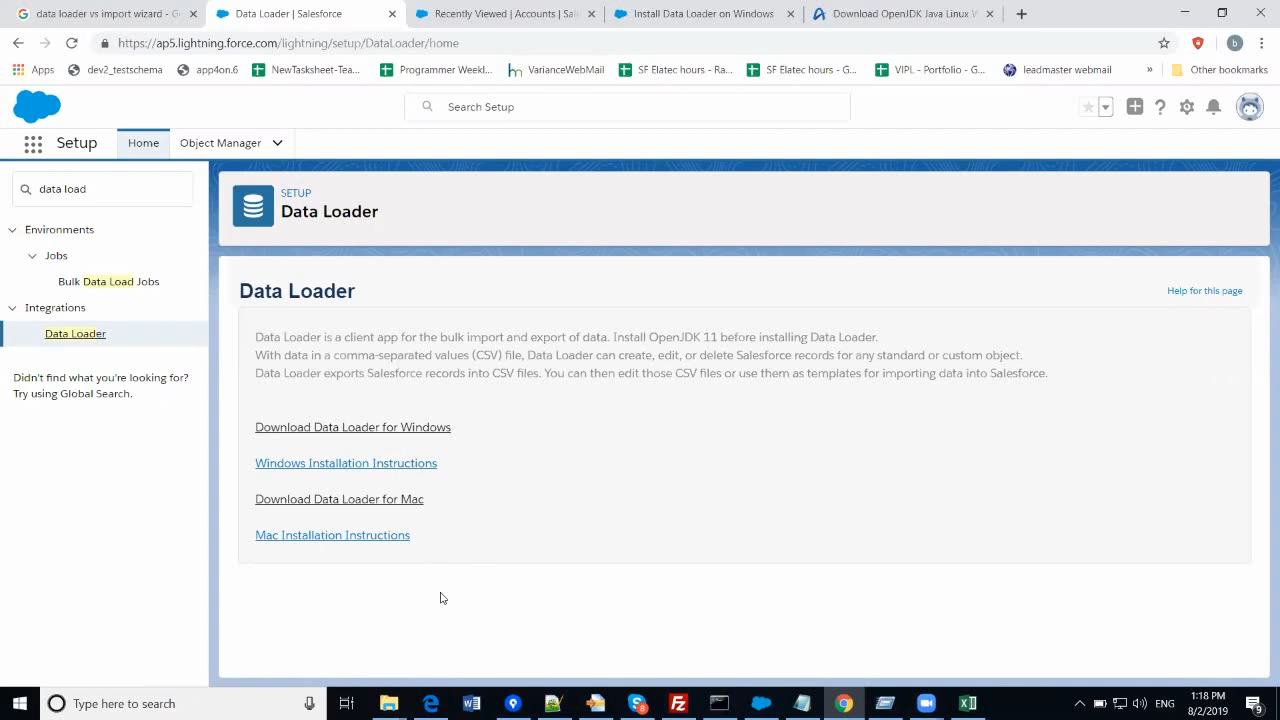 data loader vs import wizard - G
Data Loader | Salesforce
Recently Viewed | Accounts | Sal
Install Data Loader on Windows
Download OpenJDK Java Linux W
https://ap5.lightning.force.com/lightning/setup/DataLoader/home
b
Apps
dev2_testschema
app4on.6
NewTasksheet-Tea...
Programmer Weekl...
VarianceWebMail
SF Elatec hours - Ra...
SF Elatec hours - G...
VIPL - Portfolio - G...
leadmaster webmail
»
Other bookmarks
Search Setup
Setup
Home
Object Manager
data load
SETUP
Data Loader
Environments
Jobs
Bulk Data Load Jobs
Integrations
Data Loader
Didn't find what you're looking for?
Try using Global Search.
Data Loader
Help for this page
Data Loader is a client app for the bulk import and export of data. Install OpenJDK 11 before installing Data Loader.
With data in a comma-separated values (CSV) file, Data Loader can create, edit, or delete Salesforce records for any standard or custom object.
Data Loader exports Salesforce records into CSV files. You can then edit those CSV files or use them as templates for importing data into Salesforce.
Download Data Loader for Windows
Windows Installation Instructions
Download Data Loader for Mac
Mac Installation Instructions
Type here to search
ENG
1:18 PM
8/2/2019